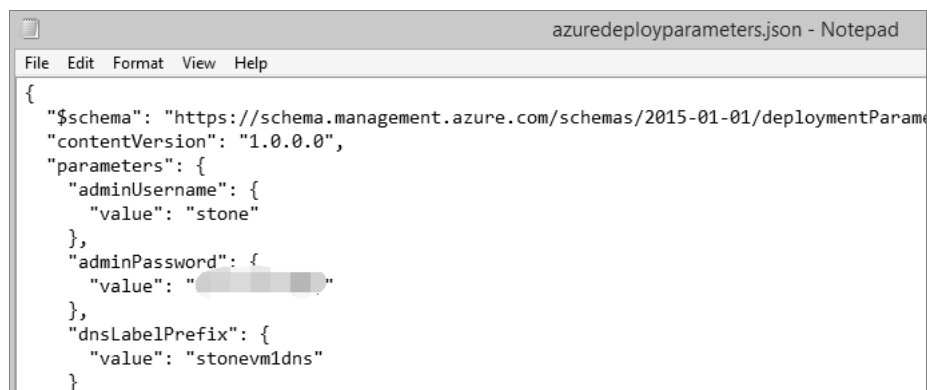 azuredeployparameters.json - Notepad
File Edit Format View Help
{
"$schema": "https://schema.management.azure.com/schemas/2015-01-01/deploymentParame
"contentVersion": "1.0.0.0",
"parameters": {
"adminUsername": {
"value": "stone"
},
"adminPassword": {
"value": " "
},
"dnsLabelPrefix": {
"value": "stonevm1dns"
}